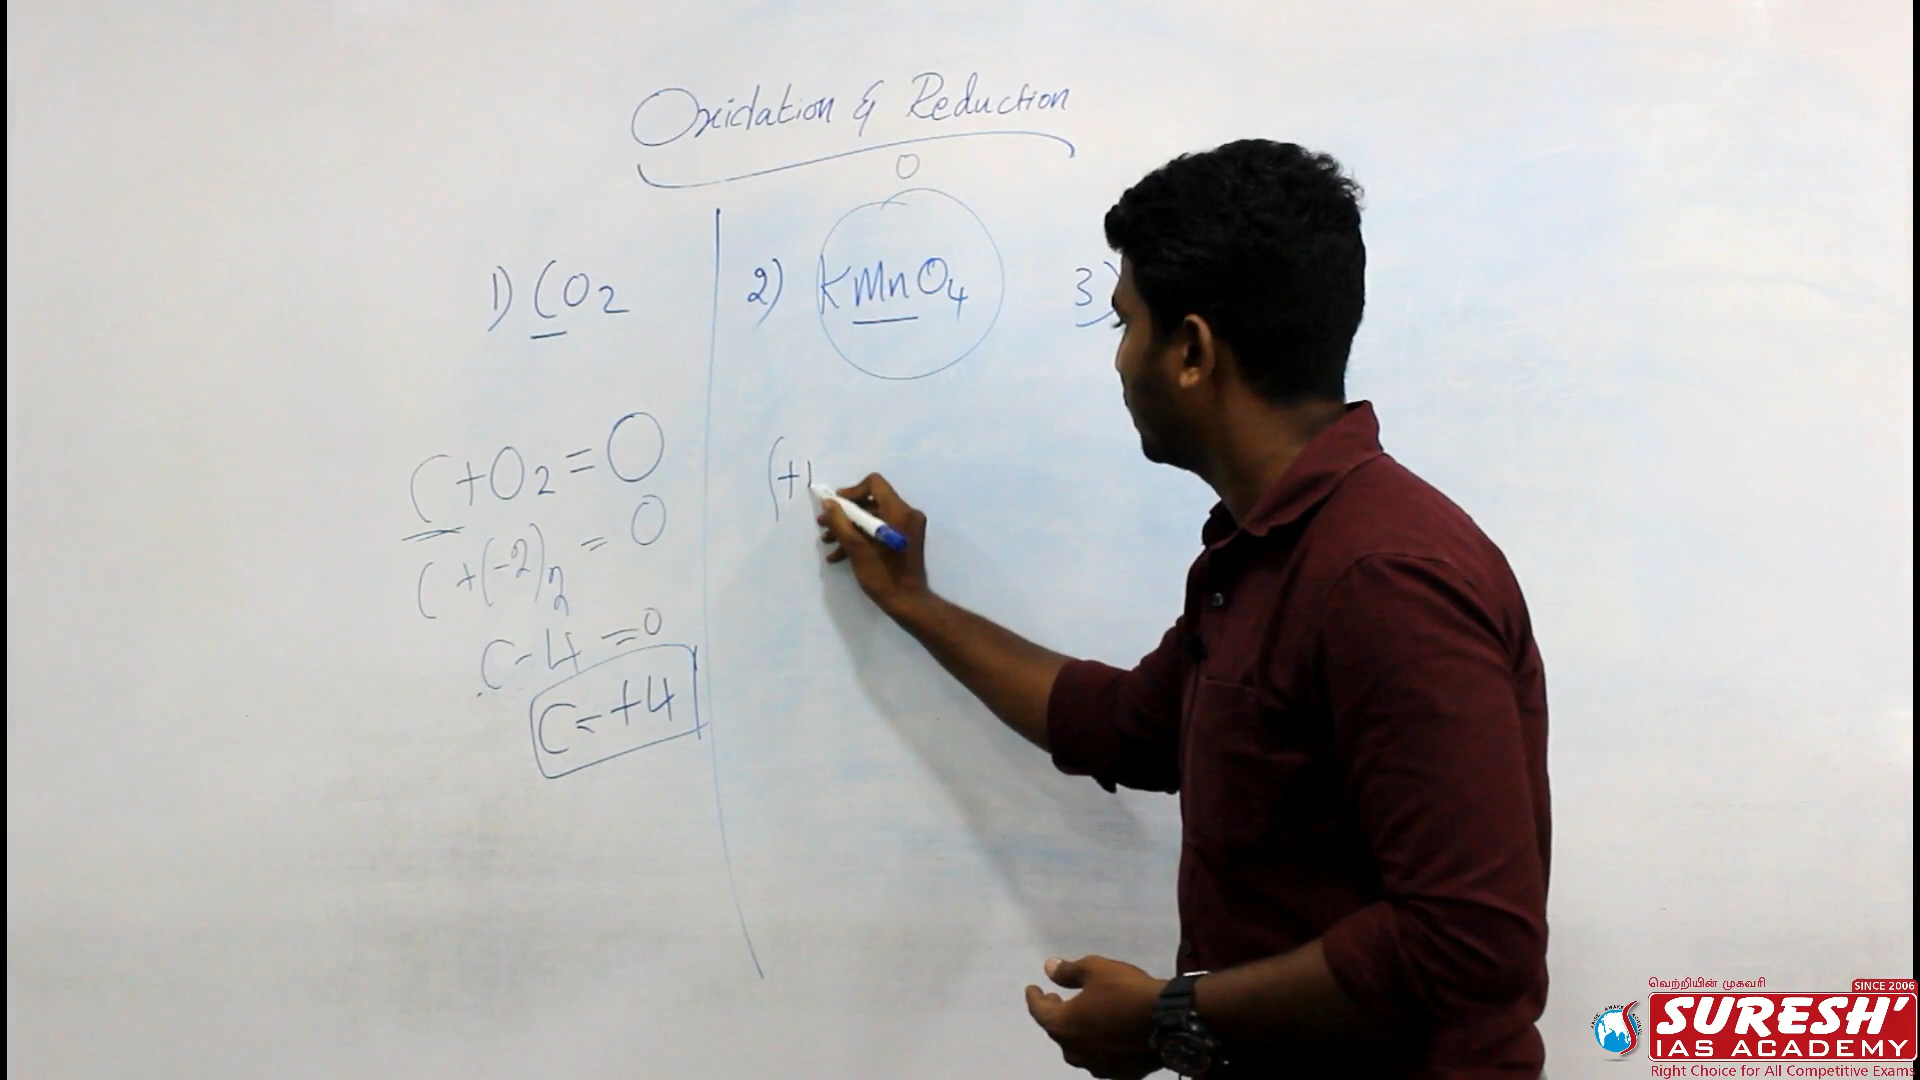 Oxidation & Reduction
0
1) CO2
2) KMnO4
3)
C+O2=0
C+(-2)2=0
C-4=0
C=+4
(+1
வெற்றியின் முகவரி
SINCE 2006
SURESH'
IAS ACADEMY
Right Choice for All Competitive Exams